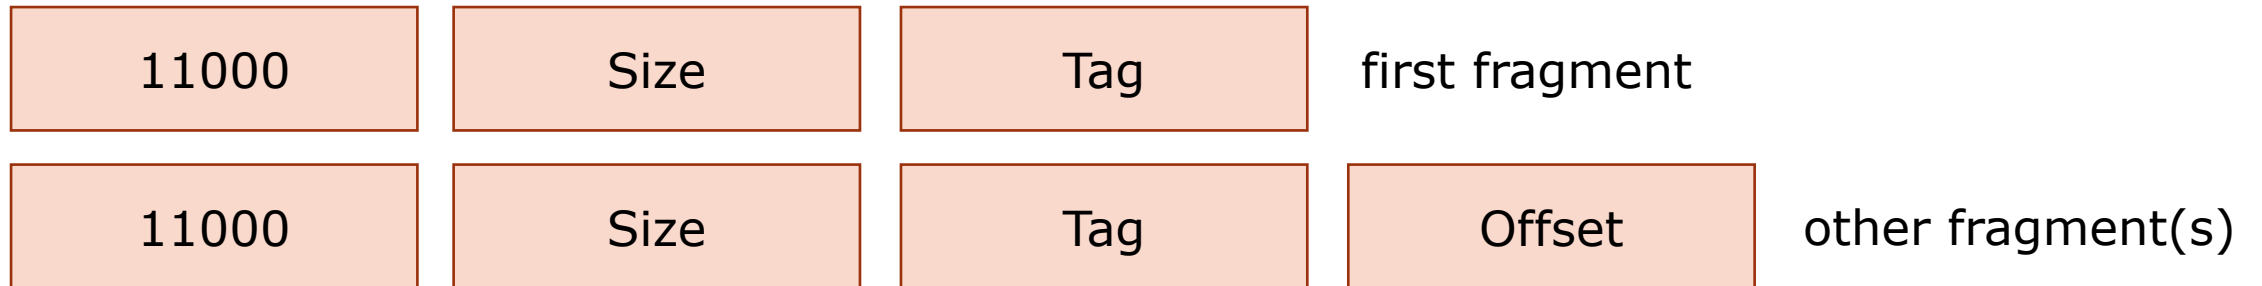 11000 Size Tag first fragment
11000 Size Tag Offset other fragment(s)